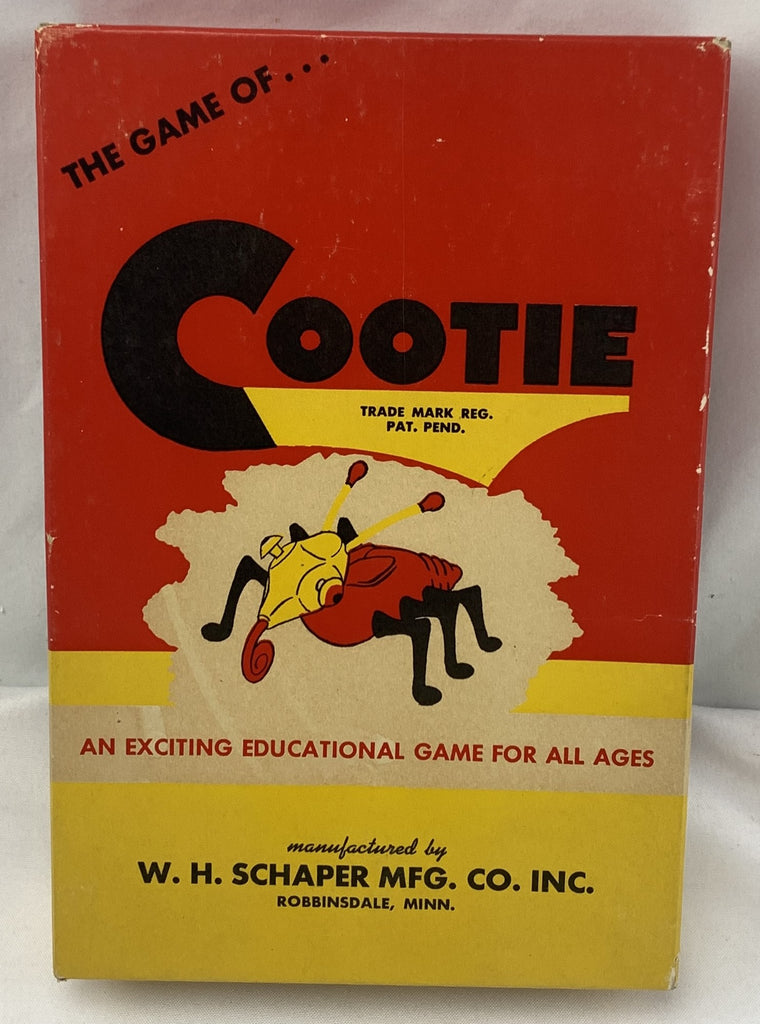 THE GAME OF...
COOTIE
TRADE MARK REG.
PAT. PEND.
AN EXCITING EDUCATIONAL GAME FOR ALL AGES
manufactured by
W. H. SCHAPER MFG. CO. INC.
ROBBINSDALE, MINN.